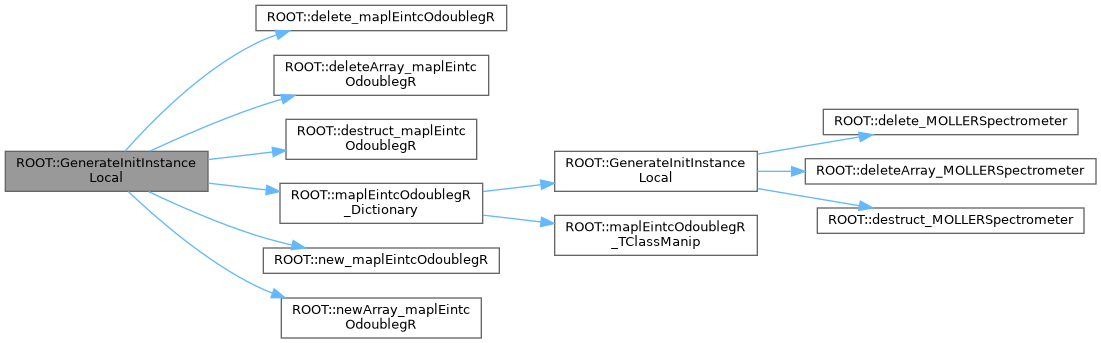 ROOT::GenerateInitInstance
Local
ROOT::delete_maplEintcOdoublegR
ROOT::deleteArray_maplEintc
OdoublegR
ROOT::destruct_maplEintc
OdoublegR
ROOT::maplEintcOdoublegR
_Dictionary
ROOT::new_maplEintcOdoublegR
ROOT::newArray_maplEintc
OdoublegR
ROOT::GenerateInitInstance
Local
ROOT::maplEintcOdoublegR
_TClassManip
ROOT::delete_MOLLERSpectrometer
ROOT::deleteArray_MOLLERSpectrometer
ROOT::destruct_MOLLERSpectrometer